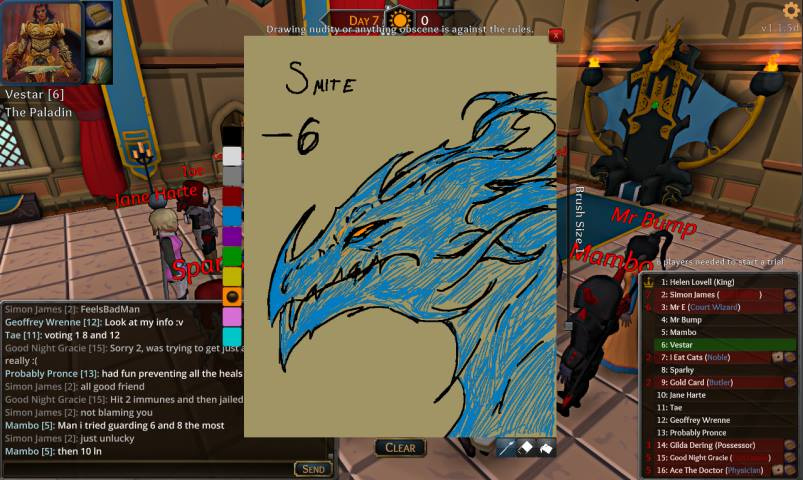 DAY 7
0
Drawing nudity or anything obscene is against the rules.
v1.1.5d
X
Vestar [6]
The Paladin
SMITE
-6
Tae
Jane Harte
Mr Bump
Mambo
Brush Size
6 players needed to start a trial
1: Helen Lovell (King)
2: Simon James (
3: Mr E (Court Wizard)
4: Mr Bump
5: Mambo
6: Vestar
7: I Eat Cats (Noble)
8: Sparky
9: Gold Card (Butler)
10: Jane Harte
11: Tae
12: Geoffrey Wrenne
13: Probably Pronce
14: Gilda Dering (Possessor)
15: Good Night Gracie (
16: Ace The Doctor (Physician)
Simon James [2]: FeelsBadMan
Geoffrey Wrenne [12]: Look at my info :v
Tae [11]: voting 1 8 and 12
Good Night Gracie [15]: Sorry 2, was trying to get just a
really :(
Probably Pronce [13]: had fun preventing all the heals
Simon James [2]: all good friend
Good Night Gracie [15]: Hit 2 immunes and then jailed
Simon James [2]: not blaming you
Mambo [5]: Man i tried guarding 6 and 8 the most
Simon James [2]: just unlucky
Mambo [5]: then 10 ln
SEND
CLEAR